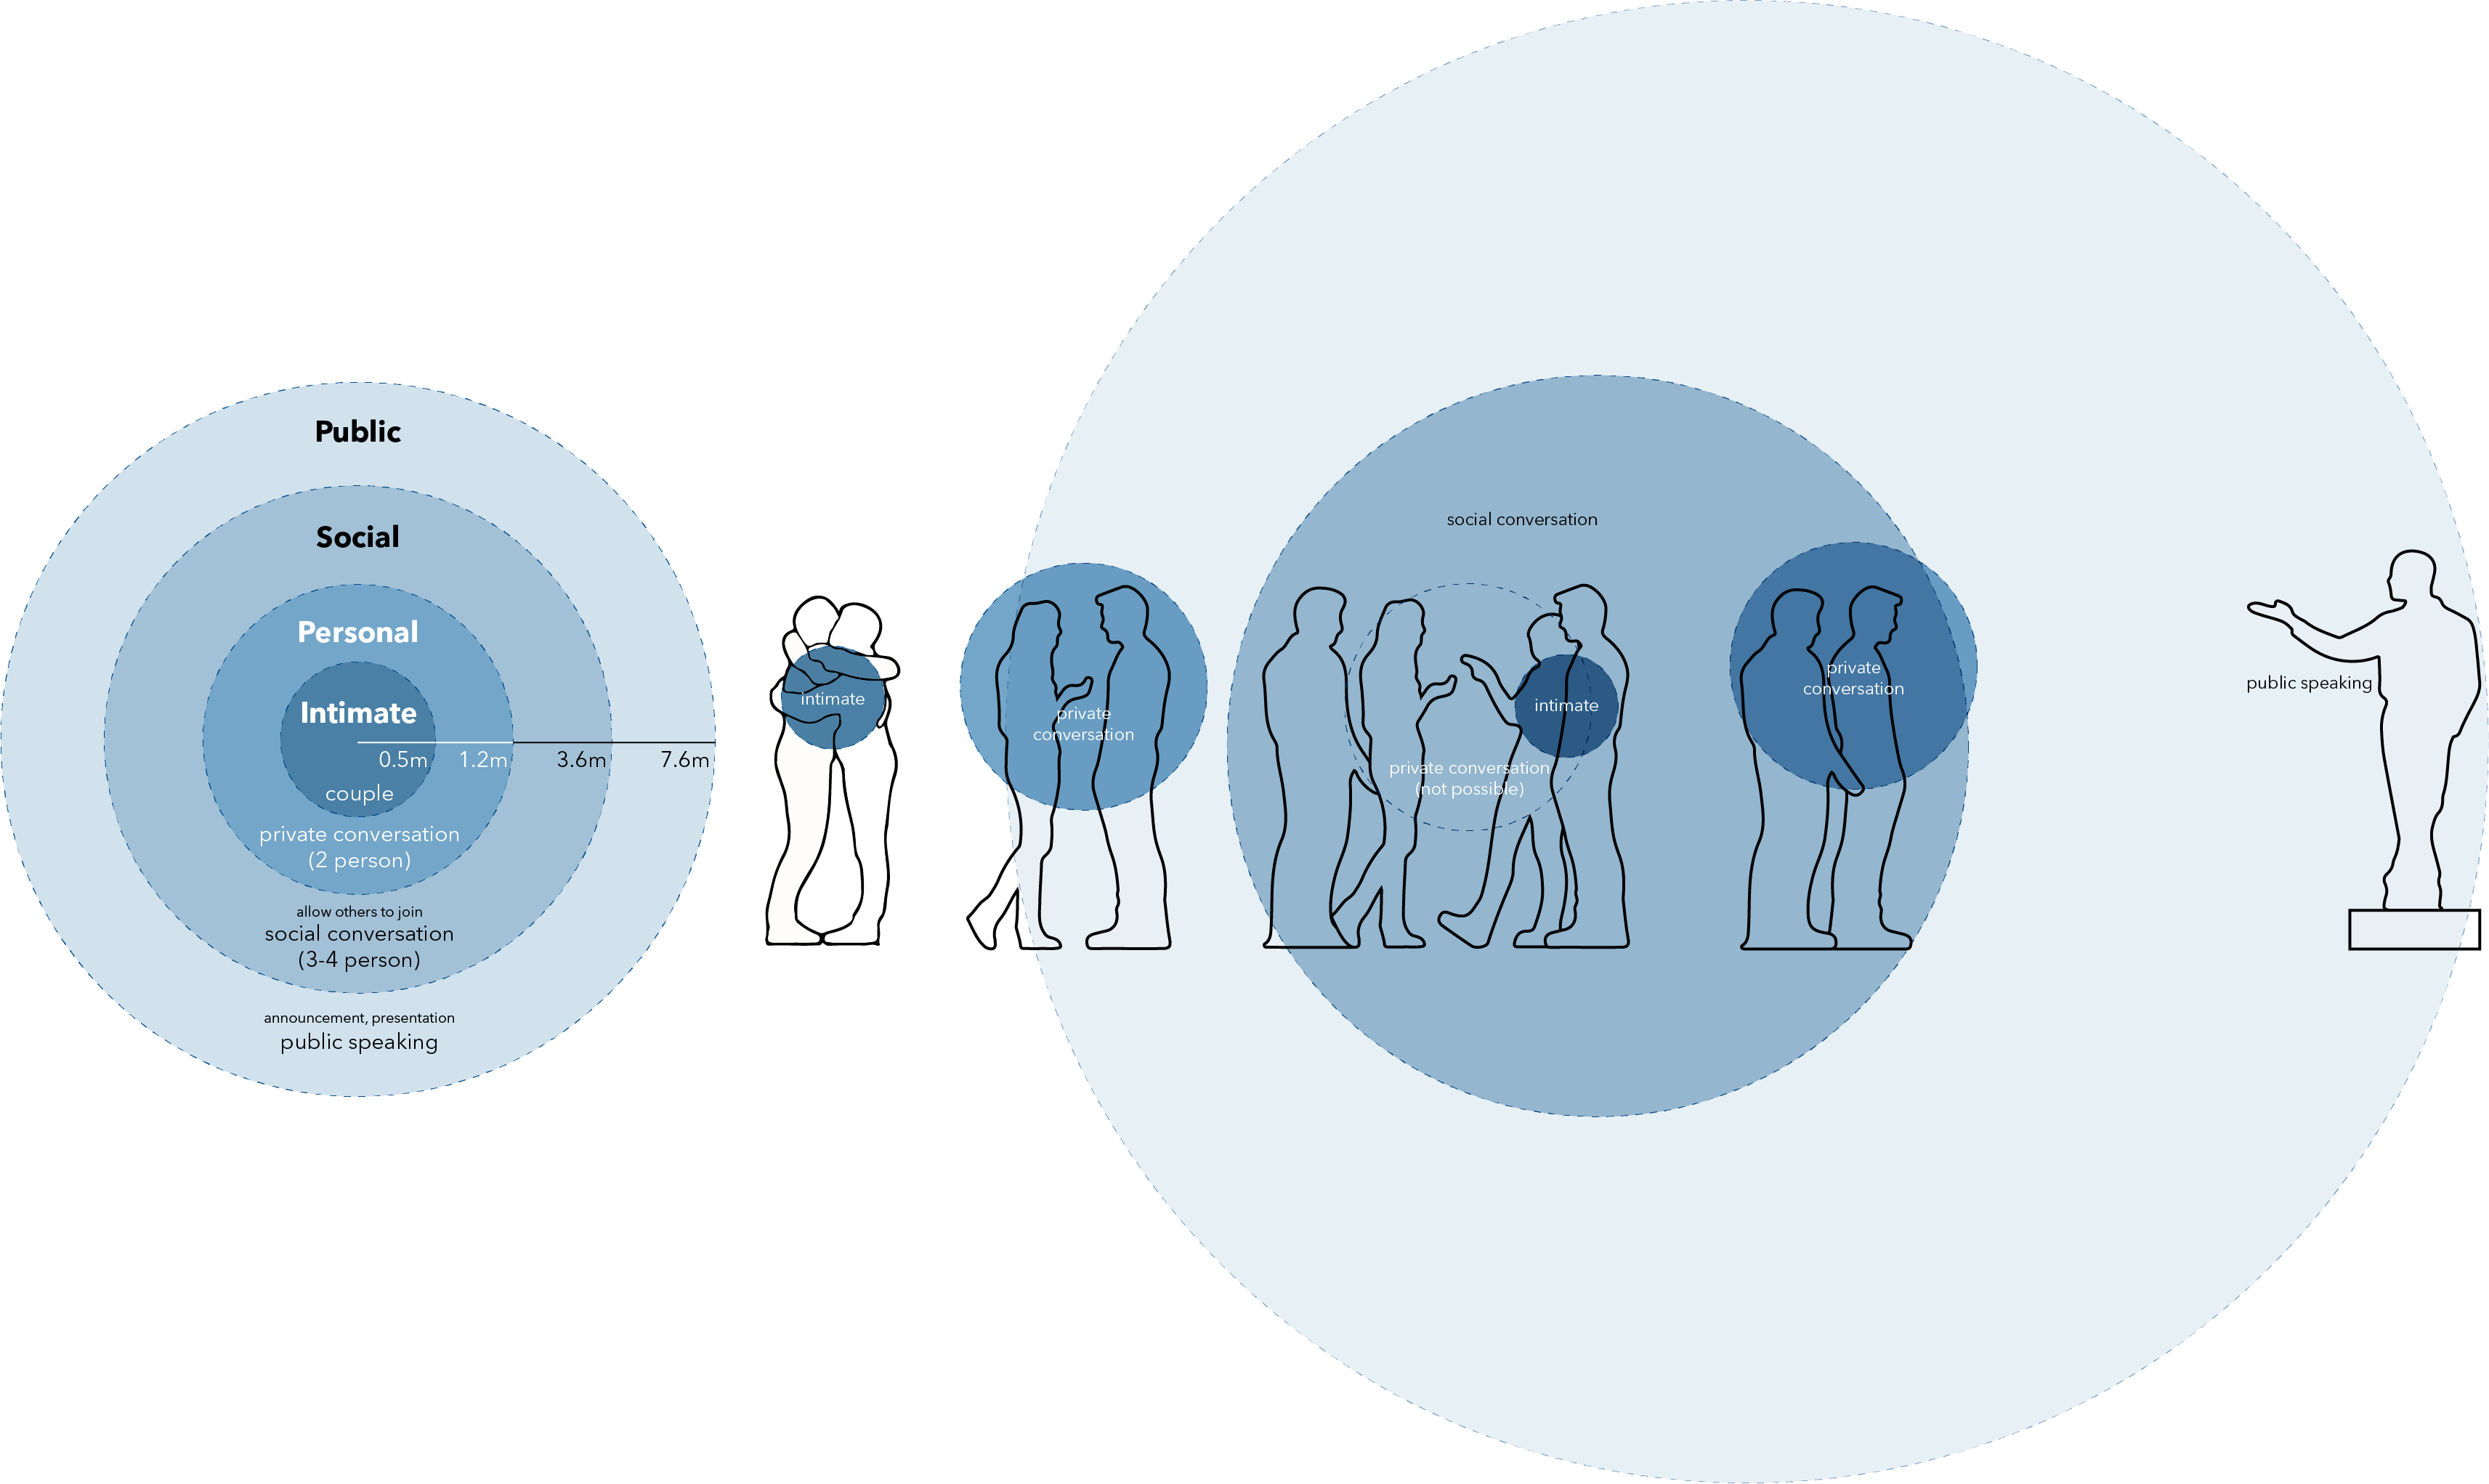 Public
Social
Personal
Intimate
0.5m
1.2m
3.6m
7.6m
couple
private conversation
(2 person)
allow others to join
social conversation
(3-4 person)
announcement, presentation
public speaking
intimate
private
conversation
social conversation
private conversation
(not possible)
intimate
private
conversation
public speaking